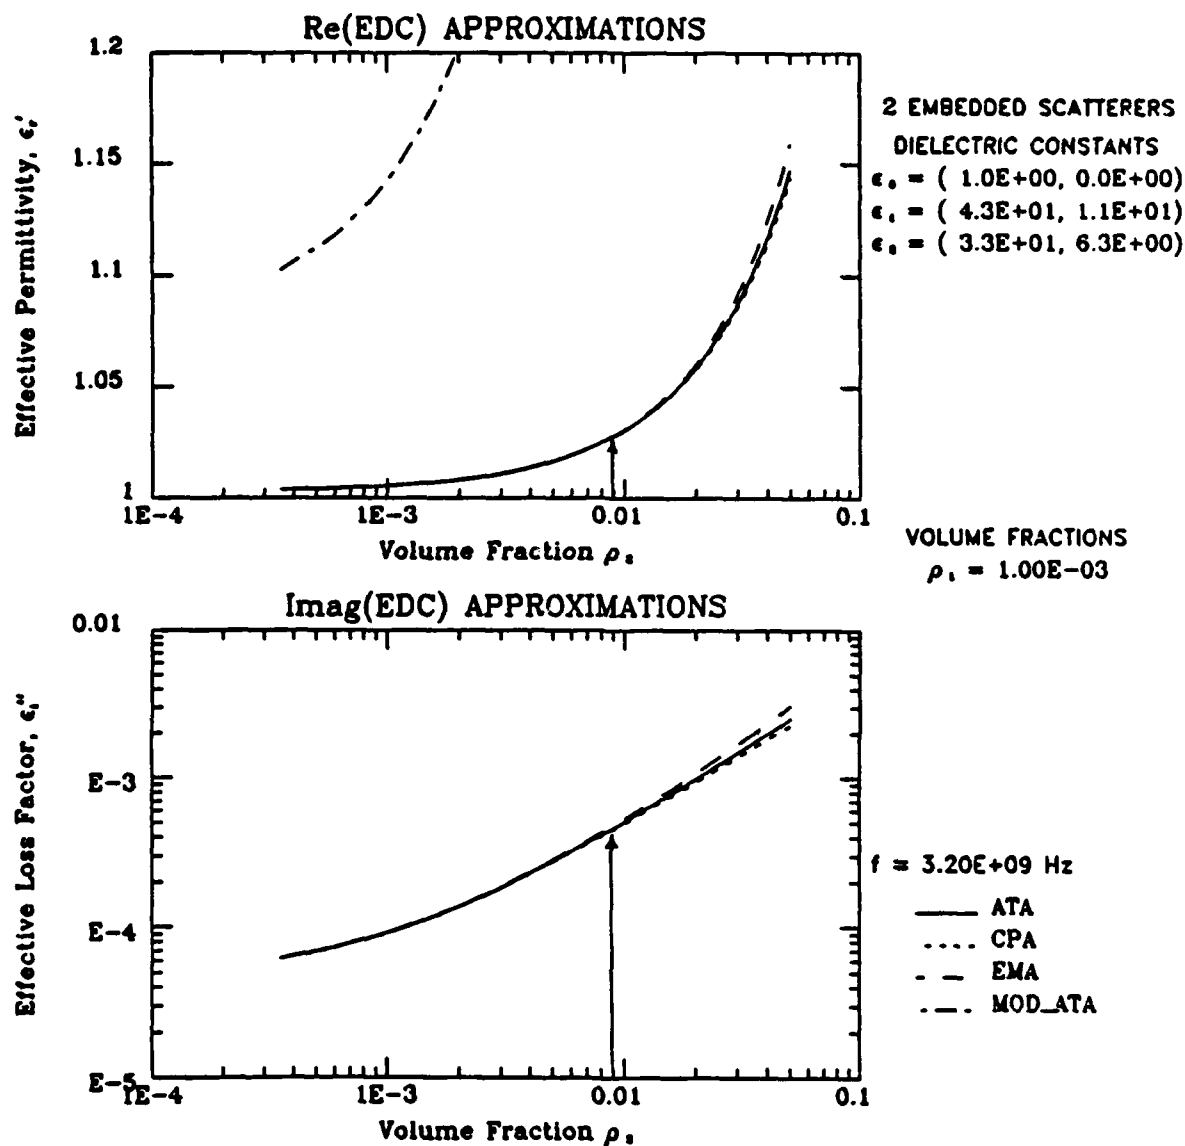 Re(EDC) APPROXIMATIONS
1.2
1.15
1.1
1.05
1
Effective Permittivity, ϵᵣ′
1E-4
1E-3
0.01
0.1
Volume Fraction ρ₂
2 EMBEDDED SCATTERERS
DIELECTRIC CONSTANTS
ϵ₀ = ( 1.0E+00, 0.0E+00)
ϵ₁ = ( 4.3E+01, 1.1E+01)
ϵ₂ = ( 3.3E+01, 6.3E+00)
VOLUME FRACTIONS
ρ₁ = 1.00E-03
Imag(EDC) APPROXIMATIONS
0.01
E-3
E-4
E-5
Effective Loss Factor,
1E-4
1E-3
0.01
0.1
Volume Fraction ρ₂
f = 3.20E+09 Hz
ATA
CPA
EMA
MOD_ATA